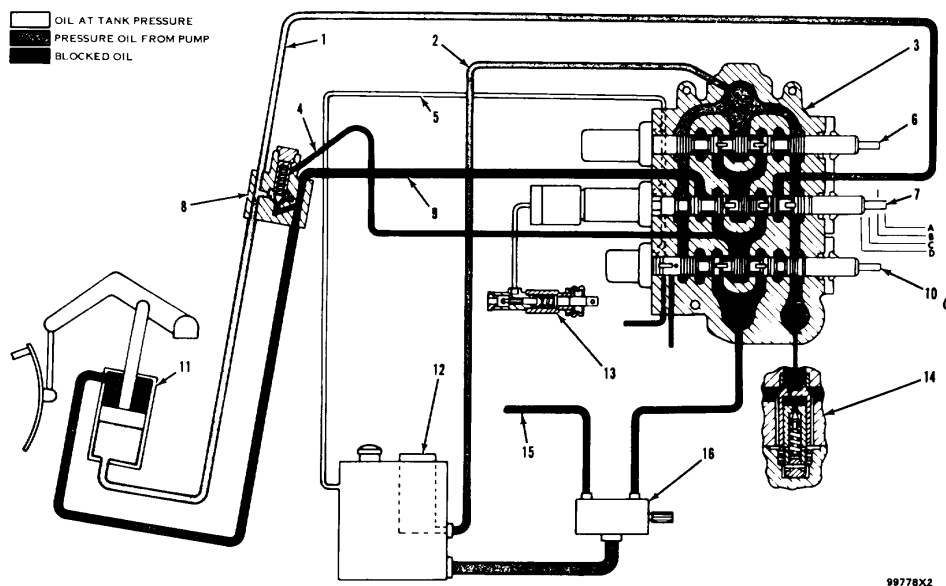 OIL AT TANK PRESSURE
PRESSURE OIL FROM PUMP
BLOCKED OIL
1
2
3
4
5
6
7
8
9
A
B
C
D
10
11
12
13
14
15
16
99778X2